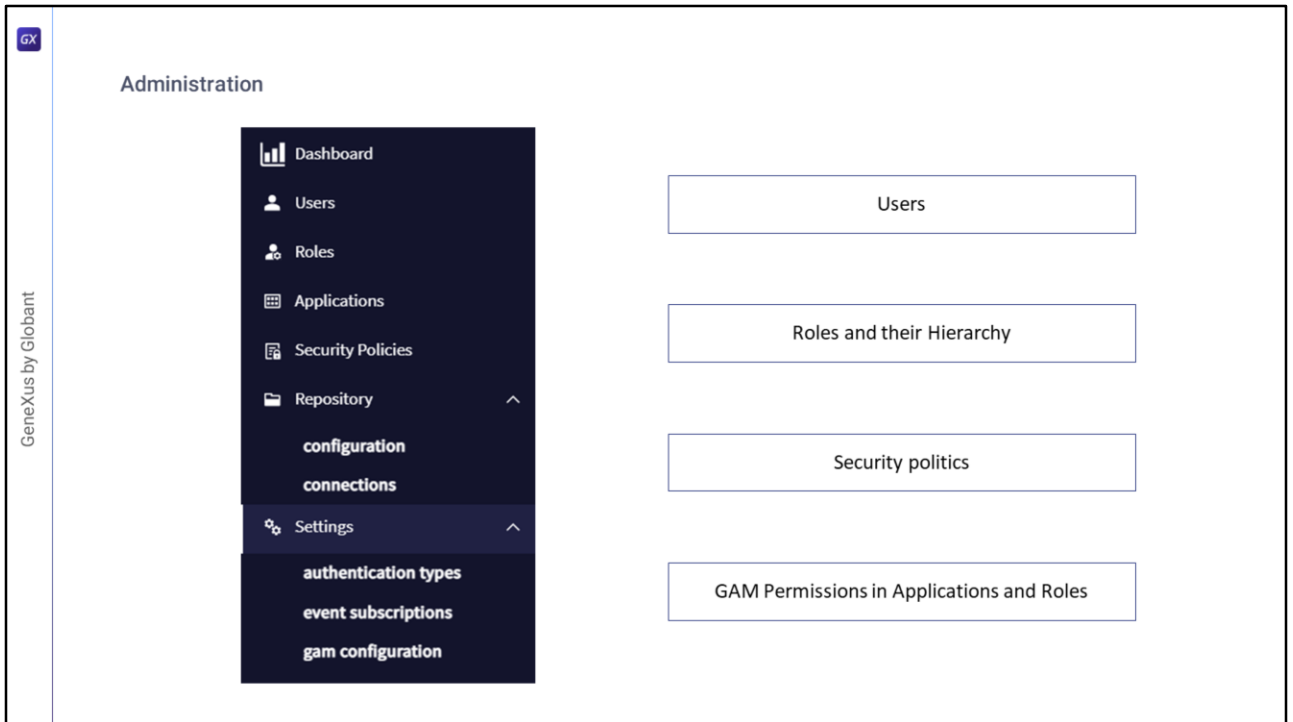 GX
Administration
Dashboard
Users
Roles
Applications
Security Policies
Repository
configuration
connections
Settings
authentication types
event subscriptions
gam configuration
Users
Roles and their Hierarchy
Security politics
GAM Permissions in Applications and Roles
GeneXus by Globant